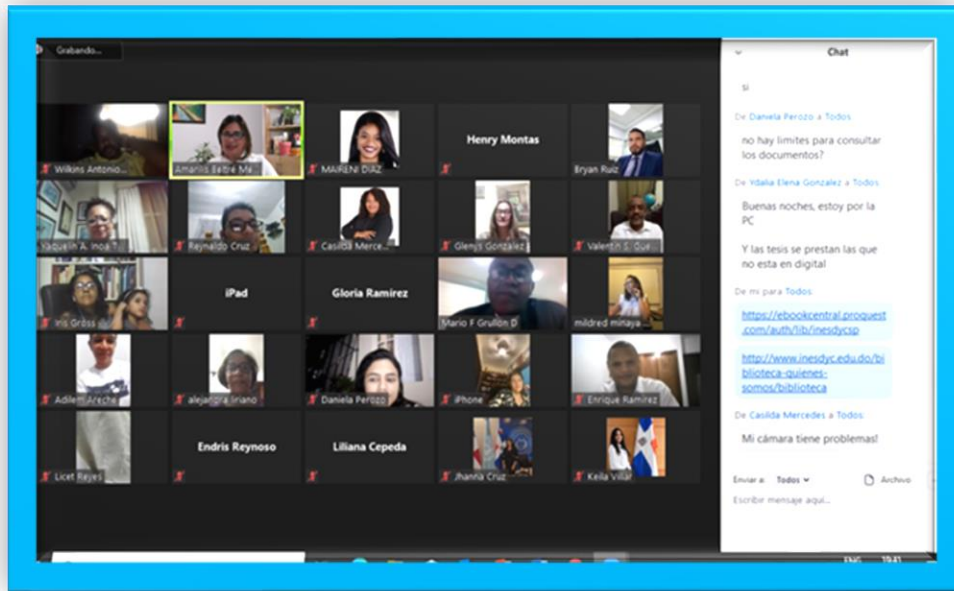 Grabando...
Wilkins Antonio...
Amarilis Beltré Me...
MAIRENI DIAZ
Henry Montas
Bryan Ruiz
Yaquelin A. Inoa T...
Reynaldo Cruz
Casilda Merce...
Glenys Gonzalez
Valentin S. Gue...
Iris Gross
iPad
Gloria Ramírez
Mario F Grullon D
mildred minaya
Adilem Areche
alejandra liriano
Daniela Perozo
iPhone
Enrique Ramirez
Licet Reyes
Endris Reynoso
Liliana Cepeda
Jhanna Cruz
Keila Villar
Chat
si
De Daniela Perozo a Todos
no hay limites para consultar
los documentos?
De Ydalia Elena Gonzalez a Todos
Buenas noches, estoy por la
PC
Y las tesis se prestan las que
no esta en digital
De mi para Todos:
https://ebookcentral.proquest
.com/auth/lib/inesdycsp
http://www.inesdyc.edu.do/bi
blioteca-quienes-
somos/biblioteca
De Casilda Mercedes a Todos:
Mi cámara tiene problemas!
Enviar a: Todos
Archivo
Escribir mensaje aquí...
ENG 19:41